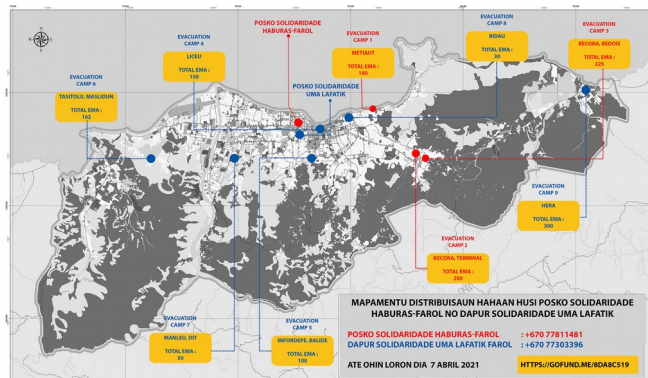 EVACUATION
CAMP 4
LICEU
TOTAL EMA :
150
POSKO SOLIDARIDADE
HABURAS-FAROL
EVACUATION
CAMP 1
METIAUT
TOTAL EMA :
100
EVACUATION
CAMP 8
BIDAU
TOTAL EMA :
30
EVACUATION
CAMP 3
BECORA, BEDOIS
TOTAL EMA :
225
POSKO SOLIDARIDADE
UMA LAFATIK
EVACUATION
CAMP 6
TASITOLU, MASLIDUN
TOTAL EMA :
162
EVACUATION
CAMP 9
HERA
TOTAL EMA :
300
EVACUATION
CAMP 2
BECORA, TERMINAL
TOTAL EMA :
200
EVACUATION
CAMP 7
MANLEU, DIT
TOTAL EMA :
50
EVACUATION
CAMP 5
INFORDEPE, BALIDE
TOTAL EMA :
100
MAPAMENTU DISTRIBUISAUN HAHAAN HUSI POSKO SOLIDARIDADE
HABURAS-FAROL NO DAPUR SOLIDARIDADE UMA LAFATIK
POSKO SOLIDARIDADE HABURAS-FAROL : +670 77811481
DAPUR SOLIDARIDADE UMA LAFATIK FAROL : +670 77303396
ATE OHIN LORON DIA 7 ABRIL 2021
HTTPS://GOFUND.ME/8DA8C519